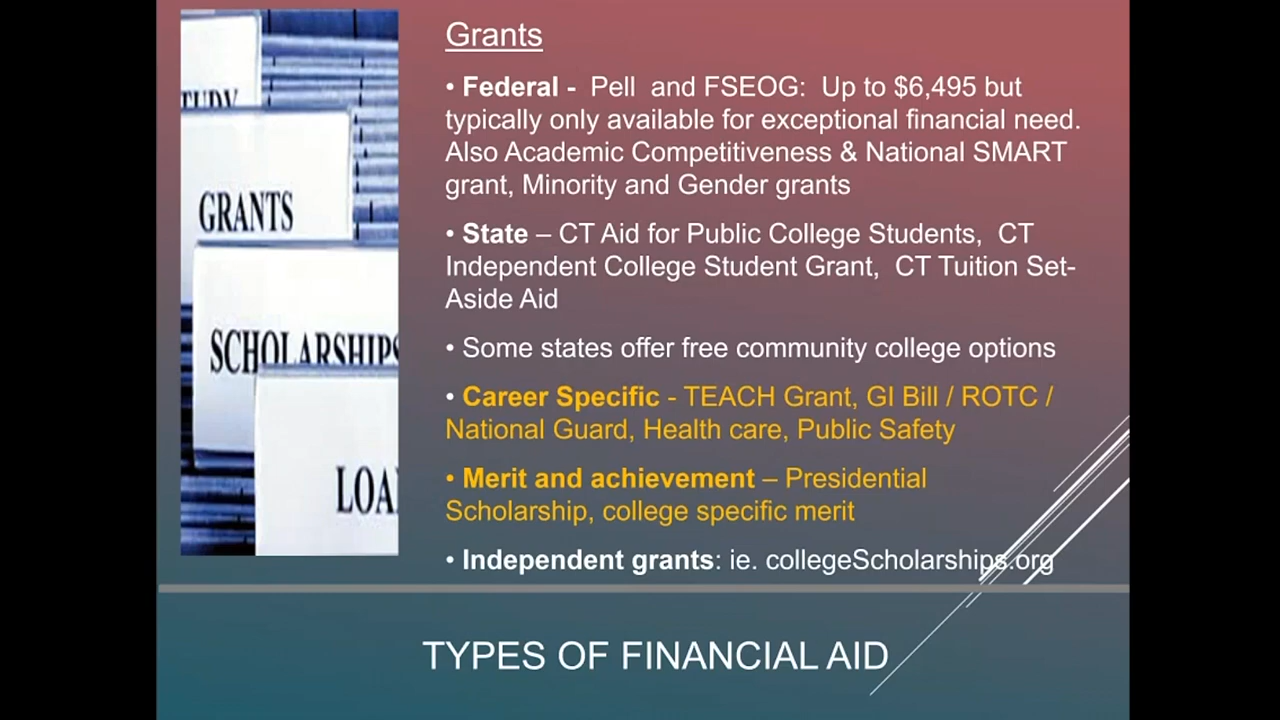 Grants
• Federal - Pell and FSEOG: Up to $6,495 but
typically only available for exceptional financial need.
Also Academic Competitiveness & National SMART
grant, Minority and Gender grants
• State – CT Aid for Public College Students, CT
Independent College Student Grant, CT Tuition Set-
Aside Aid
• Some states offer free community college options
• Career Specific - TEACH Grant, GI Bill / ROTC /
National Guard, Health care, Public Safety
• Merit and achievement – Presidential
Scholarship, college specific merit
• Independent grants: ie. collegeScholarships.org
TUDY
GRANTS
SCHOLARSHIPS
LOA
TYPES OF FINANCIAL AID